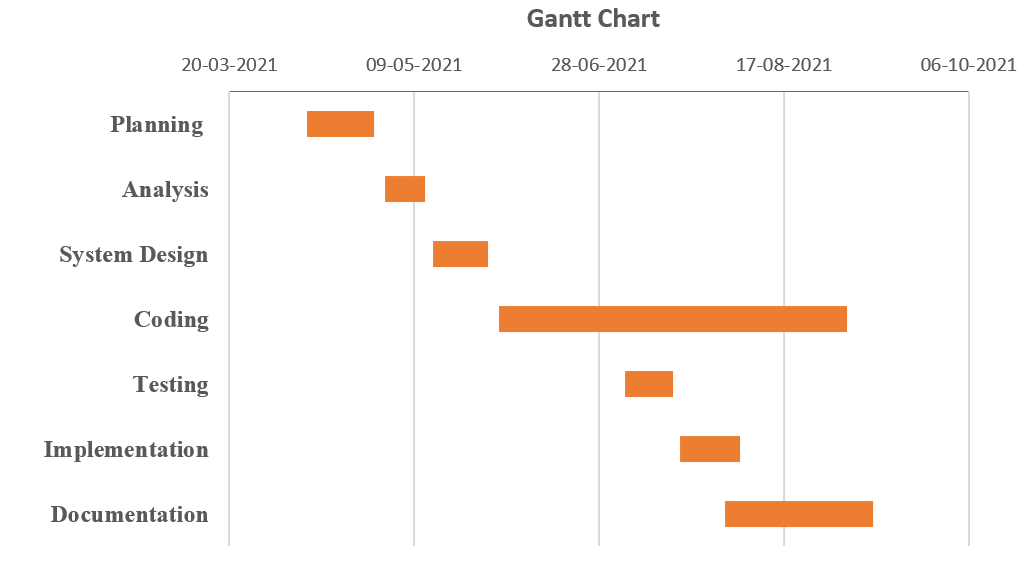 Gantt Chart
20-03-2021 09-05-2021 28-06-2021 17-08-2021 06-10-2021
Planning
Analysis
System Design
Coding
Testing
Implementation
Documentation